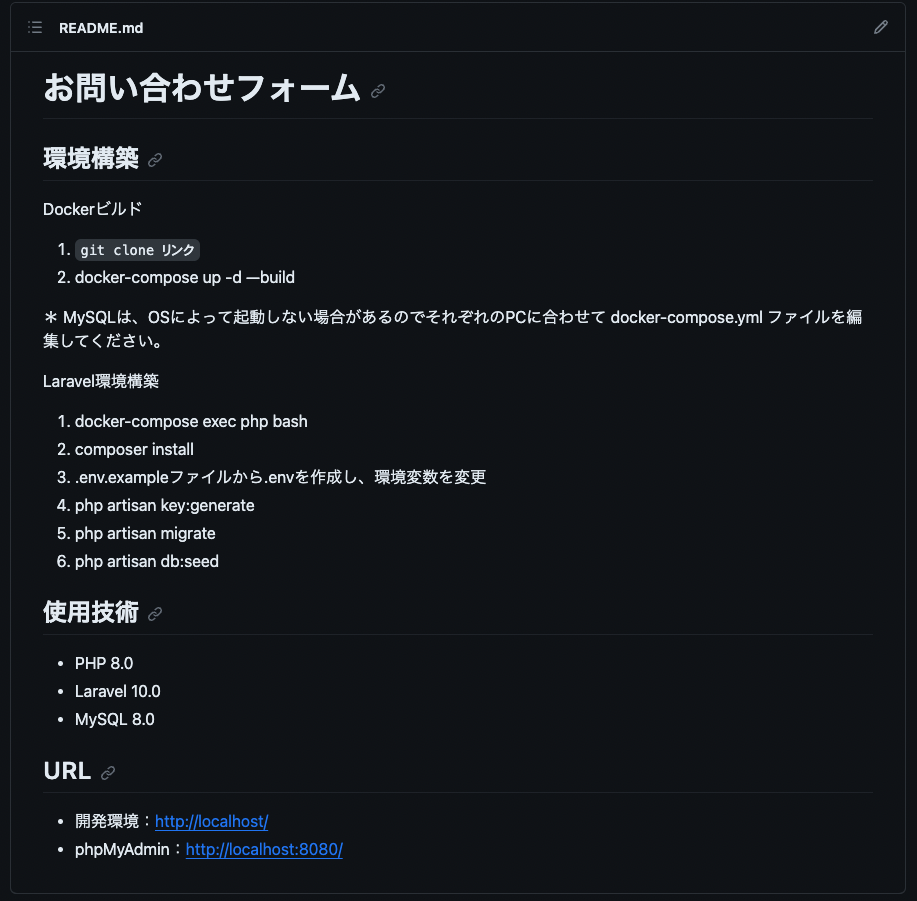 README.md
お問い合わせフォーム
環境構築
Dockerビルド
1. git clone リンク
2. docker-compose up -d —build
＊ MySQLは、OSによって起動しない場合があるのでそれぞれのPCに合わせて docker-compose.yml ファイルを編
集してください。
Laravel環境構築
1. docker-compose exec php bash
2. composer install
3. .env.exampleファイルから.envを作成し、環境変数を変更
4. php artisan key:generate
5. php artisan migrate
6. php artisan db:seed
使用技術
• PHP 8.0
• Laravel 10.0
• MySQL 8.0
URL
• 開発環境：http://localhost/
• phpMyAdmin：http://localhost:8080/